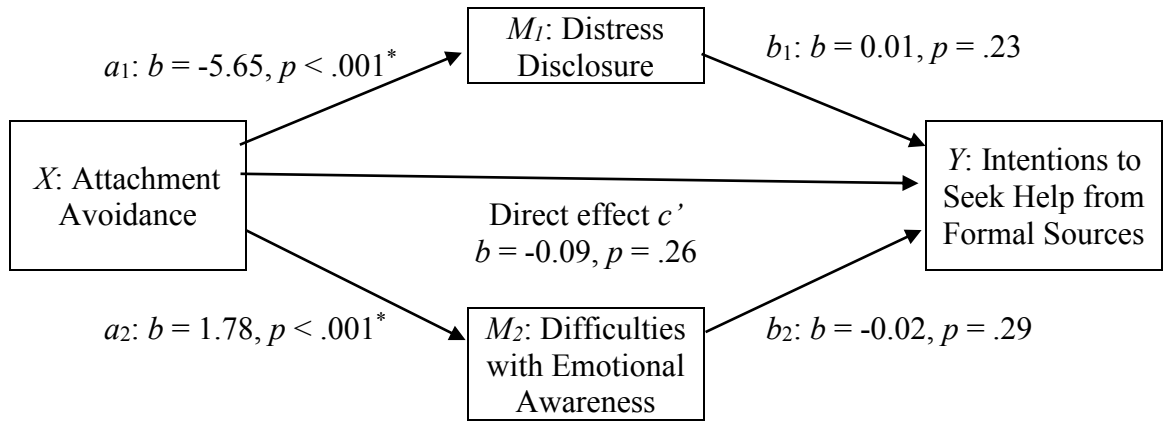 M1: Distress
Disclosure
a1: b = -5.65, p < .001*
b1: b = 0.01, p = .23
X: Attachment
Avoidance
Y: Intentions to
Seek Help from
Formal Sources
Direct effect c’
b = -0.09, p = .26
a2: b = 1.78, p < .001*
M2: Difficulties
with Emotional
Awareness
b2: b = -0.02, p = .29